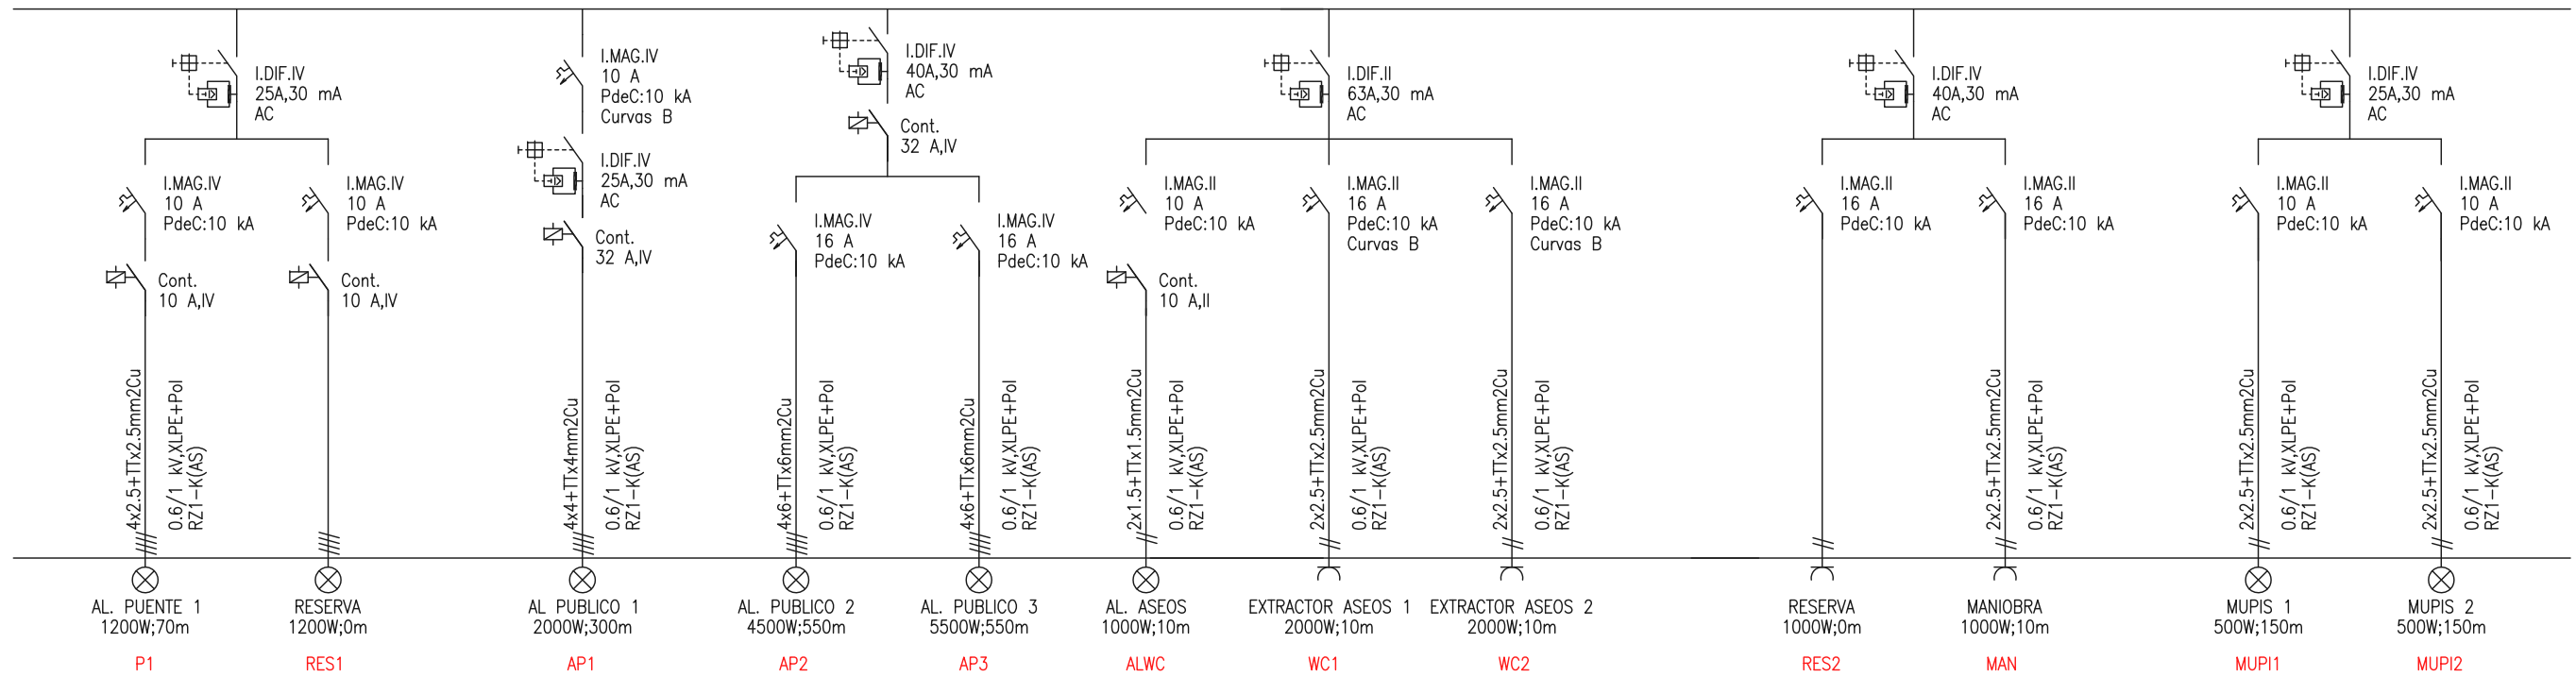 I.DIF.IV
25A,30 mA
AC
I.MAG.IV
10 A
PdeC:10 kA
Cont.
10 A,IV
4x2.5+TTx2.5mm2Cu
0.6/1 kV,XLPE+Pol
RZ1-K(AS)
AL. PUENTE 1
1200W;70m
P1
I.MAG.IV
10 A
PdeC:10 kA
Cont.
10 A,IV
RESERVA
1200W;0m
RES1
I.MAG.IV
10 A
PdeC:10 kA
Curvas B
I.DIF.IV
25A,30 mA
AC
Cont.
32 A,IV
4x4+TTx4mm2Cu
0.6/1 kV,XLPE+Pol
RZ1-K(AS)
AL PUBLICO 1
2000W;300m
AP1
I.DIF.IV
40A,30 mA
AC
Cont.
32 A,IV
I.MAG.IV
16 A
PdeC:10 kA
4x6+TTx6mm2Cu
0.6/1 kV,XLPE+Pol
RZ1-K(AS)
AL. PUBLICO 2
4500W;550m
AP2
I.MAG.IV
16 A
PdeC:10 kA
4x6+TTx6mm2Cu
0.6/1 kV,XLPE+Pol
RZ1-K(AS)
AL. PUBLICO 3
5500W;550m
AP3
I.DIF.II
63A,30 mA
AC
I.MAG.II
10 A
PdeC:10 kA
Cont.
10 A,II
2x1.5+TTx1.5mm2Cu
0.6/1 kV,XLPE+Pol
RZ1-K(AS)
AL. ASEOS
1000W;10m
ALWC
I.MAG.II
16 A
PdeC:10 kA
Curvas B
2x2.5+TTx2.5mm2Cu
0.6/1 kV,XLPE+Pol
RZ1-K(AS)
EXTRACTOR ASEOS 1
2000W;10m
WC1
I.MAG.II
16 A
PdeC:10 kA
Curvas B
2x2.5+TTx2.5mm2Cu
0.6/1 kV,XLPE+Pol
RZ1-K(AS)
EXTRACTOR ASEOS 2
2000W;10m
WC2
I.DIF.IV
40A,30 mA
AC
I.MAG.II
16 A
PdeC:10 kA
RESERVA
1000W;0m
RES2
I.MAG.II
16 A
PdeC:10 kA
2x2.5+TTx2.5mm2Cu
0.6/1 kV,XLPE+Pol
RZ1-K(AS)
MANIOBRA
1000W;10m
MAN
I.DIF.IV
25A,30 mA
AC
I.MAG.II
10 A
PdeC:10 kA
2x2.5+TTx2.5mm2Cu
0.6/1 kV,XLPE+Pol
RZ1-K(AS)
MUPIS 1
500W;150m
MUPI1
I.MAG.II
10 A
PdeC:10 kA
2x2.5+TTx2.5mm2Cu
0.6/1 kV,XLPE+Pol
RZ1-K(AS)
MUPIS 2
500W;150m
MUPI2